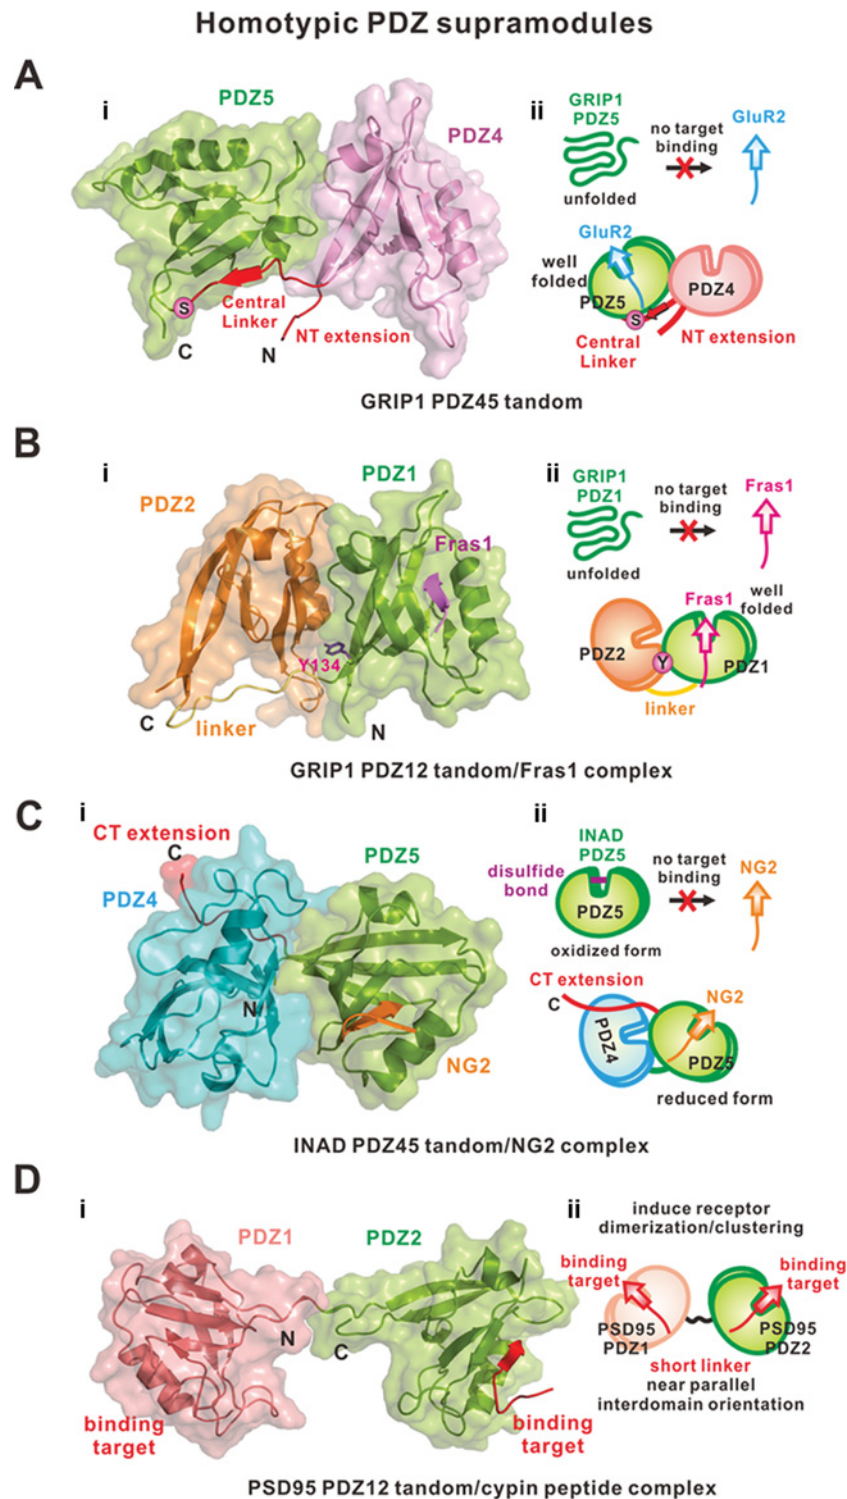 Homotypic PDZ supramodules
A
i
PDZ5
PDZ4
S
C
Central
Linker
N
NT extension
ii
GRIP1
PDZ5
unfolded
no target
binding
GluR2
GluR2
well
folded
PDZ5
PDZ4
S
Central
Linker
NT extension
GRIP1 PDZ45 tandom
B
i
PDZ2
PDZ1
Fras1
Y134
C
linker
N
ii
GRIP1
PDZ1
unfolded
no target
binding
Fras1
Fras1
well
folded
PDZ2
Y
PDZ1
linker
GRIP1 PDZ12 tandom/Fras1 complex
C
i
CT extension
C
PDZ4
PDZ5
N
NG2
ii
INAD
PDZ5
disulfide
bond
PDZ5
oxidized form
no target
binding
NG2
CT extension
C
NG2
PDZ4
PDZ5
reduced form
INAD PDZ45 tandom/NG2 complex
D
i
PDZ1
PDZ2
N
C
binding
target
binding
target
ii
induce receptor
dimerization/clustering
binding
target
binding
target
PSD95
PDZ1
PSD95
PDZ2
short linker
near parallel
interdomain orientation
PSD95 PDZ12 tandom/cypin peptide complex